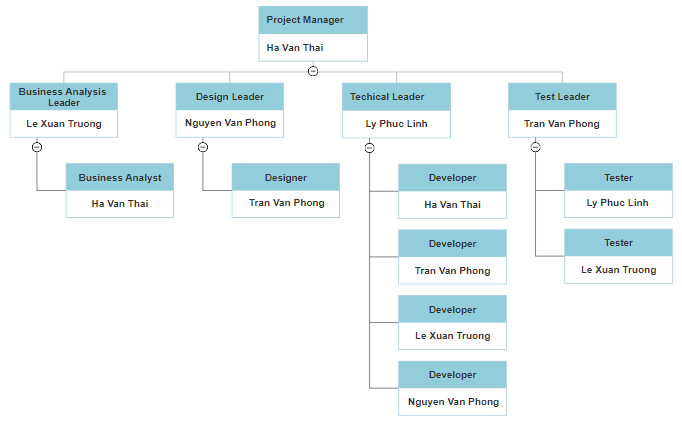 Project Manager
Ha Van Thai
Business Analysis
Leader
Le Xuan Truong
Design Leader
Nguyen Van Phong
Techical Leader
Ly Phuc Linh
Test Leader
Tran Van Phong
Business Analyst
Ha Van Thai
Designer
Tran Van Phong
Developer
Ha Van Thai
Developer
Tran Van Phong
Developer
Le Xuan Truong
Developer
Nguyen Van Phong
Tester
Ly Phuc Linh
Tester
Le Xuan Truong